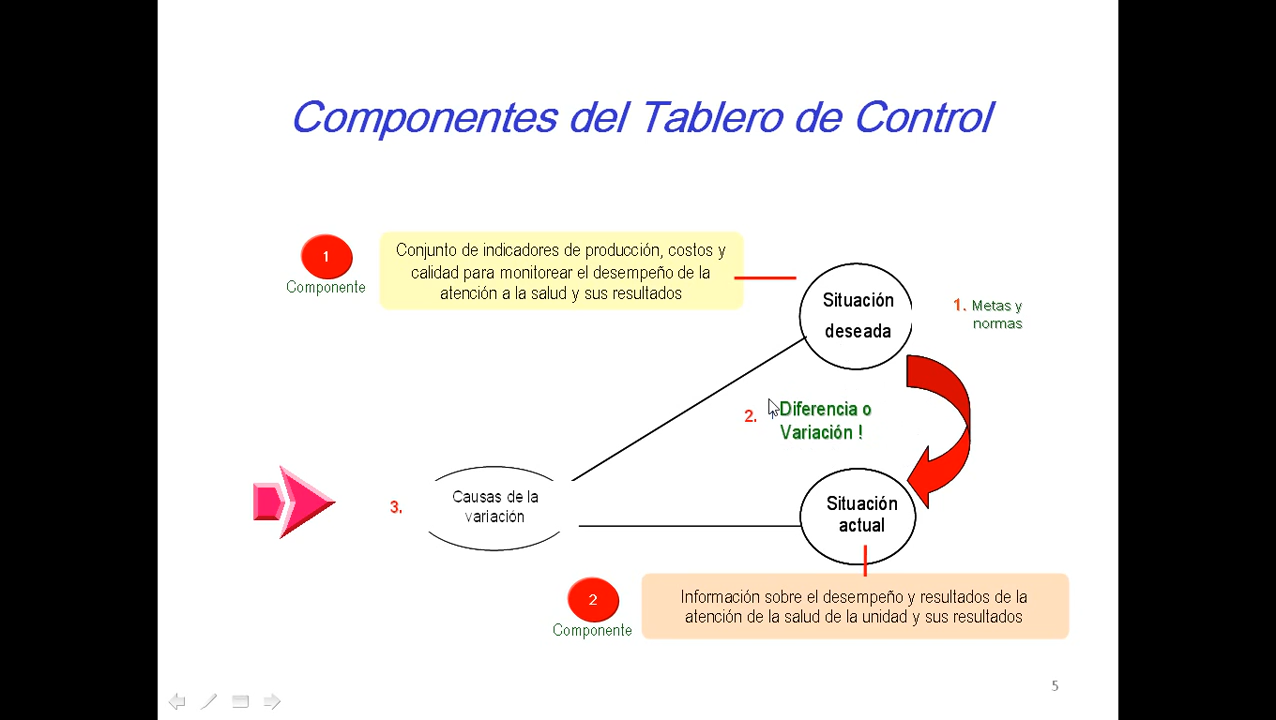 Componentes del Tablero de Control
1
Componente
Conjunto de indicadores de producción, costos y
calidad para monitorear el desempeño de la
atención a la salud y sus resultados
Situación
deseada
1. Metas y
normas
2. Diferencia o
Variación !
3. Causas de la
variación
Situación
actual
2
Componente
Información sobre el desempeño y resultados de la
atención de la salud de la unidad y sus resultados
5